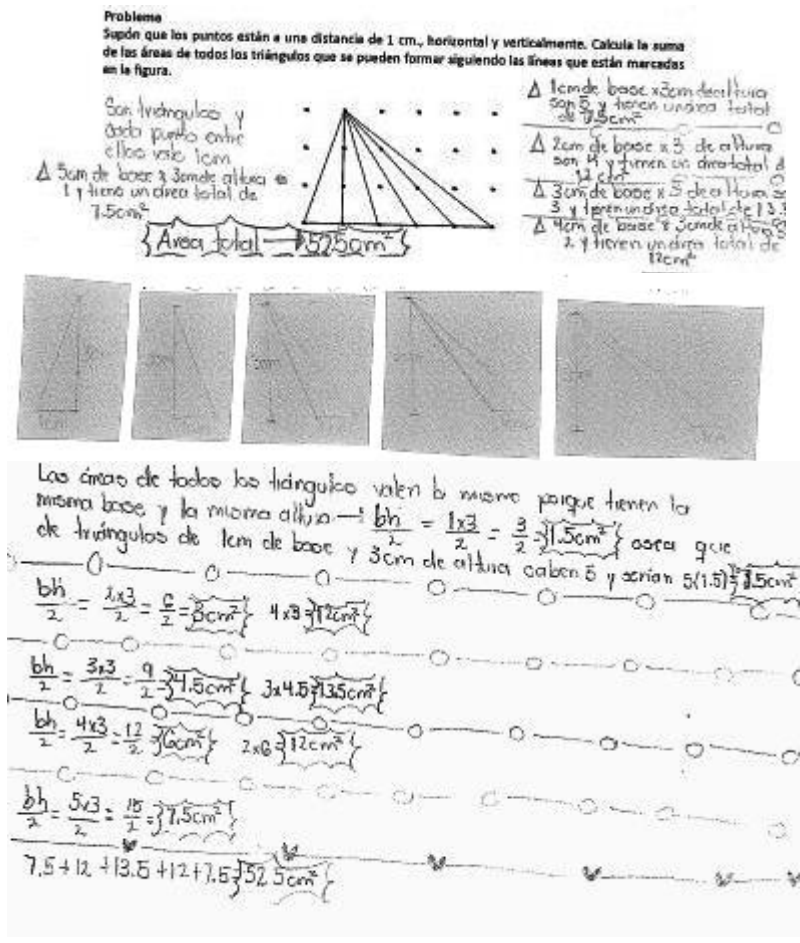 Problema
Supón que los puntos están a una distancia de 1 cm., horizontal y verticalmente. Calcula la suma
de las áreas de todos los triángulos que se pueden formar siguiendo las líneas que están marcadas
en la figura.
Son triángulos y
cada punto entre
ellos vale 1cm
Δ 5cm de base x 3cm de altura es
1 y tiene un área total de
7.5cm²
Área total → 52.5cm²
Δ 1cm de base x 3cm de altura
son 5 y tienen un área total
de 7.5cm²
Δ 2cm de base x 3 de altura
son 4 y tienen un área total d
12 cm²
Δ 3cm de base x 3 de altura so
3 y tienen un área total de 13.5
Δ 4cm de base x 3cm de altura
2 y tienen un área total de
12cm²
Las áreas de todos los triángulos valen lo mismo porque tienen la
misma base y la misma altura → bh/2 = 1x3/2 = 3/2 = 1.5cm² osea que
de triángulos de 1cm de base y 3cm de altura caben 5 y serían 5(1.5)= 7.5cm²
bh/2 = 2x3/2 = 6/2 = 3cm² 4x3= 12cm²
bh/2 = 3x3/2 = 9/2 = 4.5cm² 3x4.5= 13.5cm²
bh/2 = 4x3/2 = 12/2 = 6cm² 2x6= 12cm²
bh/2 = 5x3/2 = 15/2 = 7.5cm²
7.5+12+13.5+12+7.5= 52.5cm²